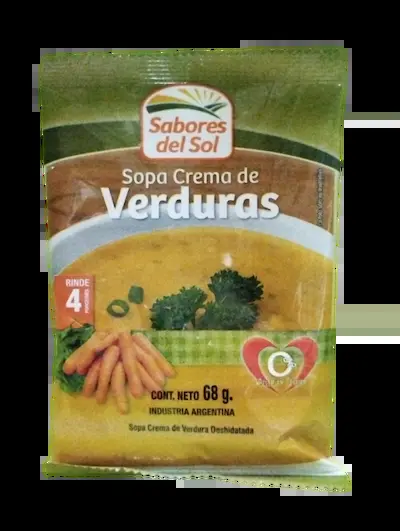 Sabores
del Sol
Sopa Crema de
Verduras
RINDE
4
PORCIONES
CONT. NETO 68 g.
INDUSTRIA ARGENTINA
Sopa Crema de Verdura Deshidratada